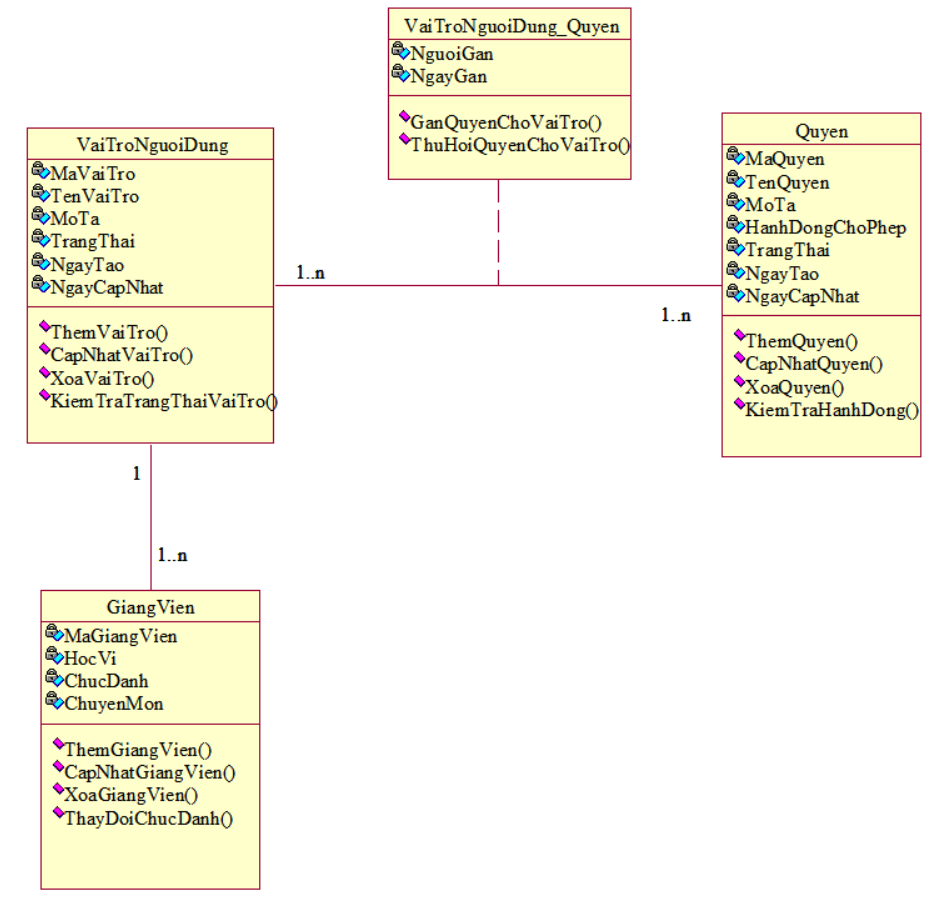 VaiTroNguoiDung_Quyen
NguoiGan
NgayGan
GanQuyenChoVaiTro()
ThuHoiQuyenChoVaiTro()
VaiTroNguoiDung
MaVaiTro
TenVaiTro
MoTa
TrangThai
NgayTao
NgayCapNhat
ThemVaiTro()
CapNhatVaiTro()
XoaVaiTro()
KiemTraTrangThaiVaiTro()
Quyen
MaQuyen
TenQuyen
MoTa
HanhDongChoPhep
TrangThai
NgayTao
NgayCapNhat
ThemQuyen()
CapNhatQuyen()
XoaQuyen()
KiemTraHanhDong()
1..n
1..n
1
1..n
GiangVien
MaGiangVien
HocVi
ChucDanh
ChuyenMon
ThemGiangVien()
CapNhatGiangVien()
XoaGiangVien()
ThayDoiChucDanh()